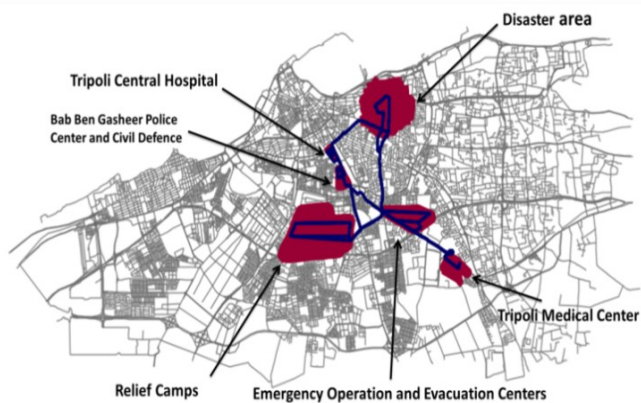 Disaster area
Tripoli Central Hospital
Bab Ben Gasheer Police
Center and Civil Defence
Tripoli Medical Center
Relief Camps
Emergency Operation and Evacuation Centers